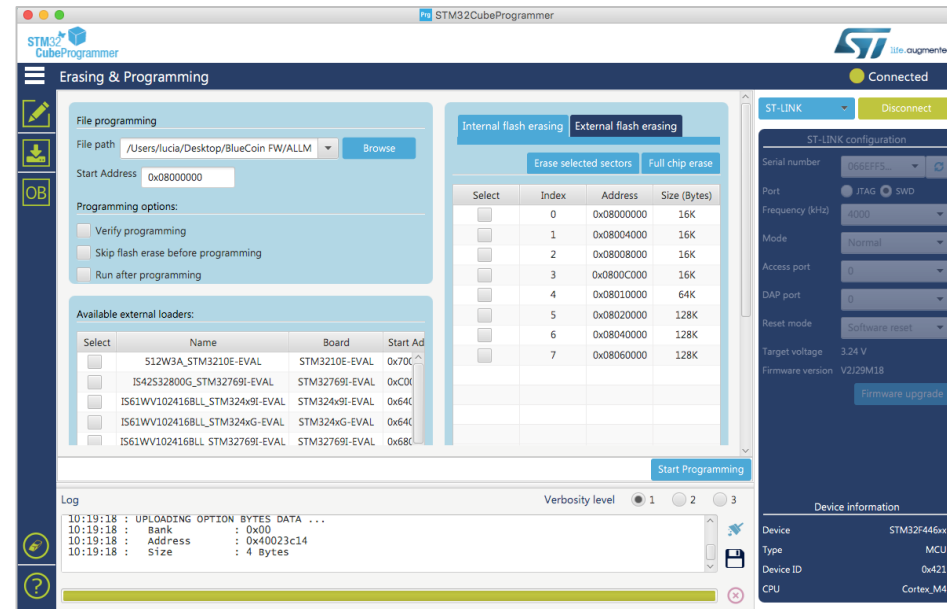 STM32CubeProgrammer
Prg
STM32
CubeProgrammer
ST
life.augmente
Erasing & Programming
Connected
OB
File programming
File path
/Users/lucia/Desktop/BlueCoin FW/ALLM
Browse
Start Address
0x08000000
Programming options:
Verify programming
Skip flash erase before programming
Run after programming
Available external loaders:
Select Name Board Start Ad
512W3A_STM3210E-EVAL STM3210E-EVAL 0x700
IS42S32800G_STM32769I-EVAL STM32769I-EVAL 0xC00
IS61WV102416BLL_STM324x9I-EVAL STM324x9I-EVAL 0x640
IS61WV102416BLL_STM324xG-EVAL STM324xG-EVAL 0x640
IS61WV102416BLL STM32769I-EVAL STM32769I-EVAL 0x680
Internal flash erasing External flash erasing
Erase selected sectors Full chip erase
Select Index Address Size (Bytes)
0 0x08000000 16K
1 0x08004000 16K
2 0x08008000 16K
3 0x0800C000 16K
4 0x08010000 64K
5 0x08020000 128K
6 0x08040000 128K
7 0x08060000 128K
Start Programming
Log
Verbosity level 1 2 3
10:19:18 : UPLOADING OPTION BYTES DATA ...
10:19:18 : Bank : 0x00
10:19:18 : Address : 0x40023c14
10:19:18 : Size : 4 Bytes
ST-LINK
Disconnect
ST-LINK configuration
Serial number 066EFF5...
Port JTAG SWD
Frequency (kHz) 4000
Mode Normal
Access port 0
DAP port 0
Reset mode Software reset
Target voltage 3.24 V
Firmware version V2J29M18
Firmware upgrade
Device information
Device STM32F446xx
Type MCU
Device ID 0x421
CPU Cortex_M4
?